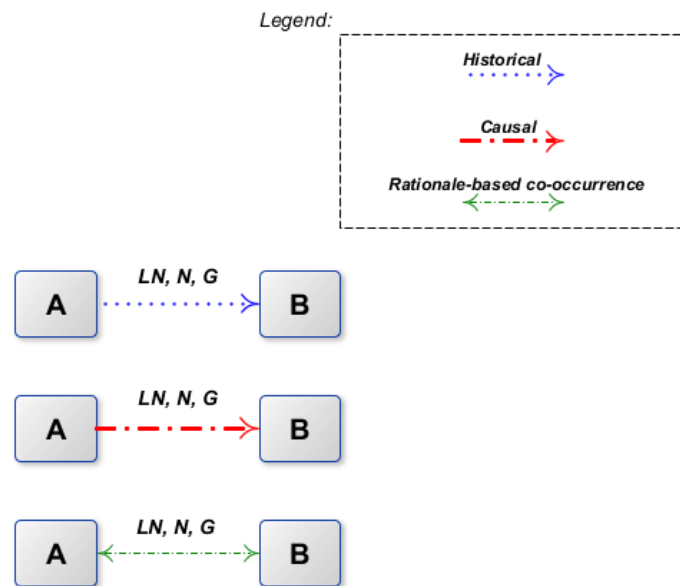 Legend:
Historical
Causal
Rationale-based co-occurrence
LN, N, G
A B
LN, N, G
A B
LN, N, G
A B